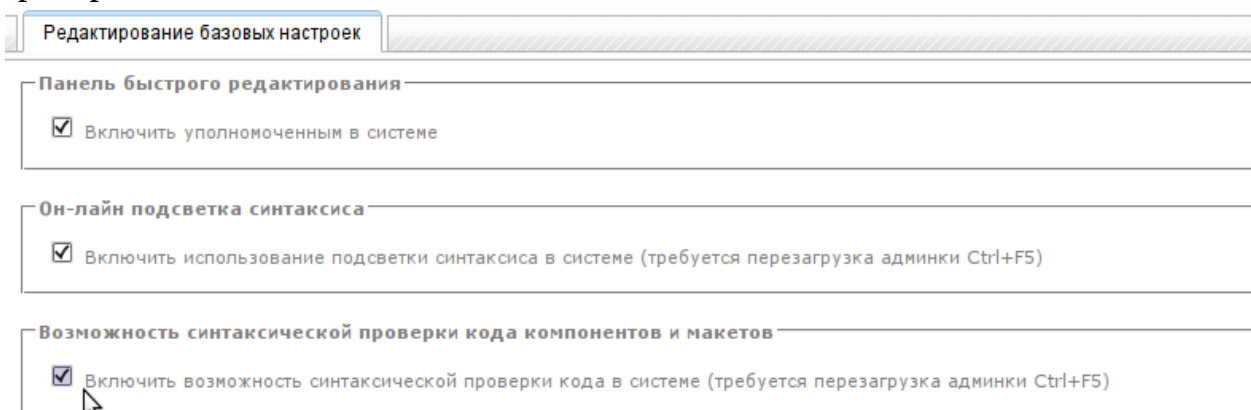 Редактирование базовых настроек
Панель быстрого редактирования
Включить уполномоченным в системе
Он-лайн подсветка синтаксиса
Включить использование подсветки синтаксиса в системе (требуется перезагрузка админки Ctrl+F5)
Возможность синтаксической проверки кода компонентов и макетов
Включить возможность синтаксической проверки кода в системе (требуется перезагрузка админки Ctrl+F5)